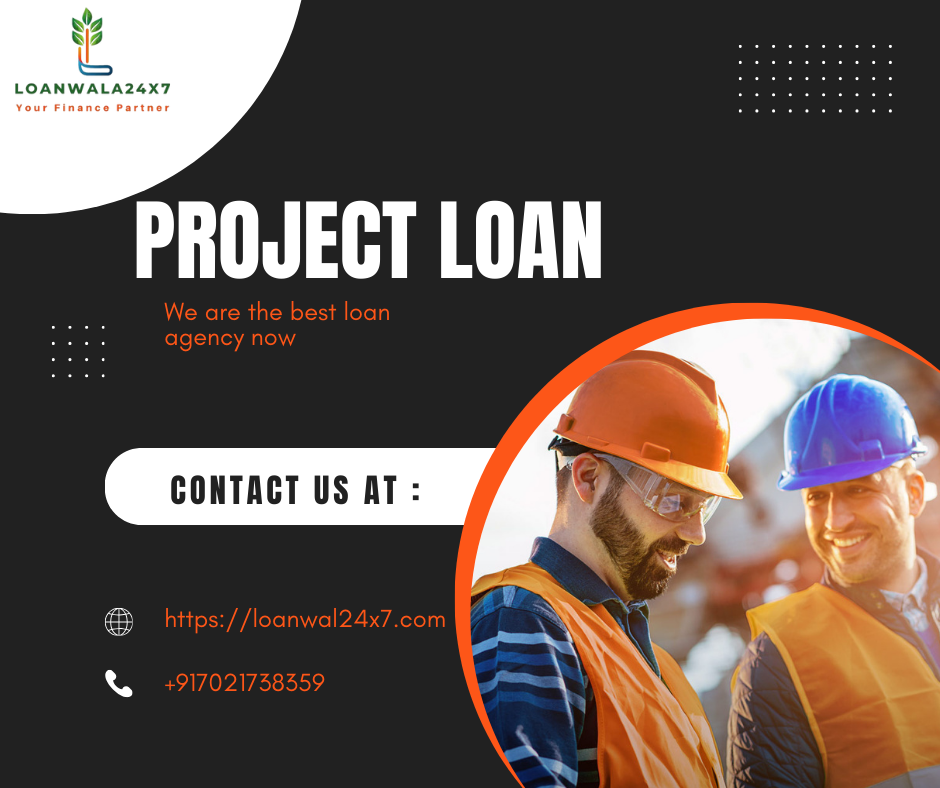 LOANWALA24X7
Your Finance Partner
PROJECT LOAN
We are the best loan
agency now
CONTACT US AT :
https://loanwal24x7.com
+917021738359